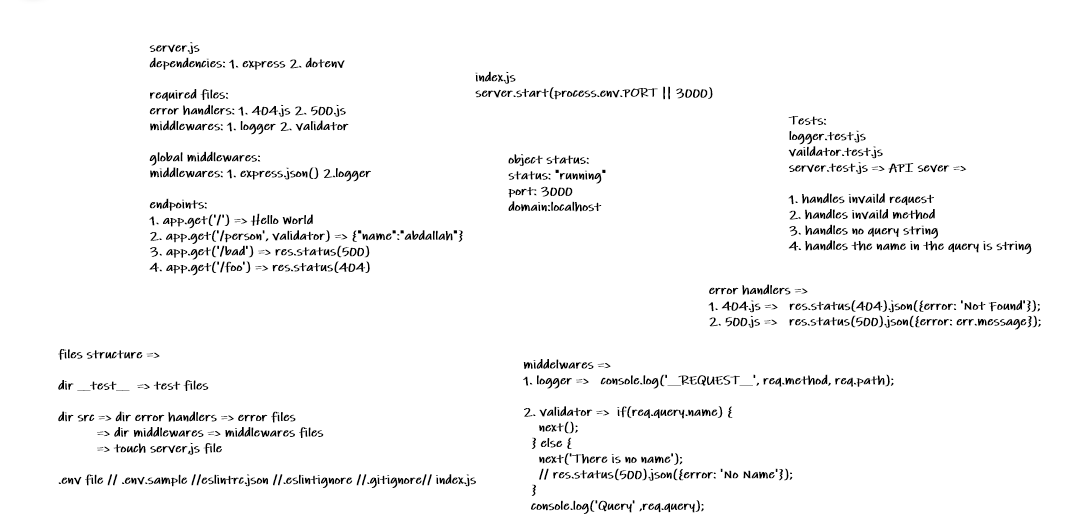 server.js
dependencies: 1. express 2. dotenv
required files:
error handlers: 1. 404.js 2. 500.js
middlewares: 1. logger 2. validator
global middlewares:
middlewares: 1. express.json() 2.logger
endpoints:
1. app.get('/') => Hello World
2. app.get('/person', validator) => {"name":"abdallah"}
3. app.get('/bad') => res.status(500)
4. app.get('/foo') => res.status(404)
index.js
server.start(process.env.PORT || 3000)
object status:
status: "running"
port: 3000
domain:localhost
Tests:
logger.test.js
vaildator.test.js
server.test.js => API sever =>
1. handles invaild request
2. handles invaild method
3. handles no query string
4. handles the name in the query is string
error handlers =>
1. 404.js => res.status(404).json({error: 'Not Found'});
2. 500.js => res.status(500).json({error: err.message});
files structure =>
dir __test__ => test files
dir src => dir error handlers => error files
=> dir middlewares => middlewares files
=> touch server.js file
.env file // .env.sample //eslintrc.json //.eslintignore //.gitignore// index.js
middelwares =>
1. logger => console.log('__REQUEST__', req.method, req.path);
2. validator => if(req.query.name) {
next();
} else {
next('There is no name');
// res.status(500).json({error: 'No Name'});
}
console.log('Query' ,req.query);